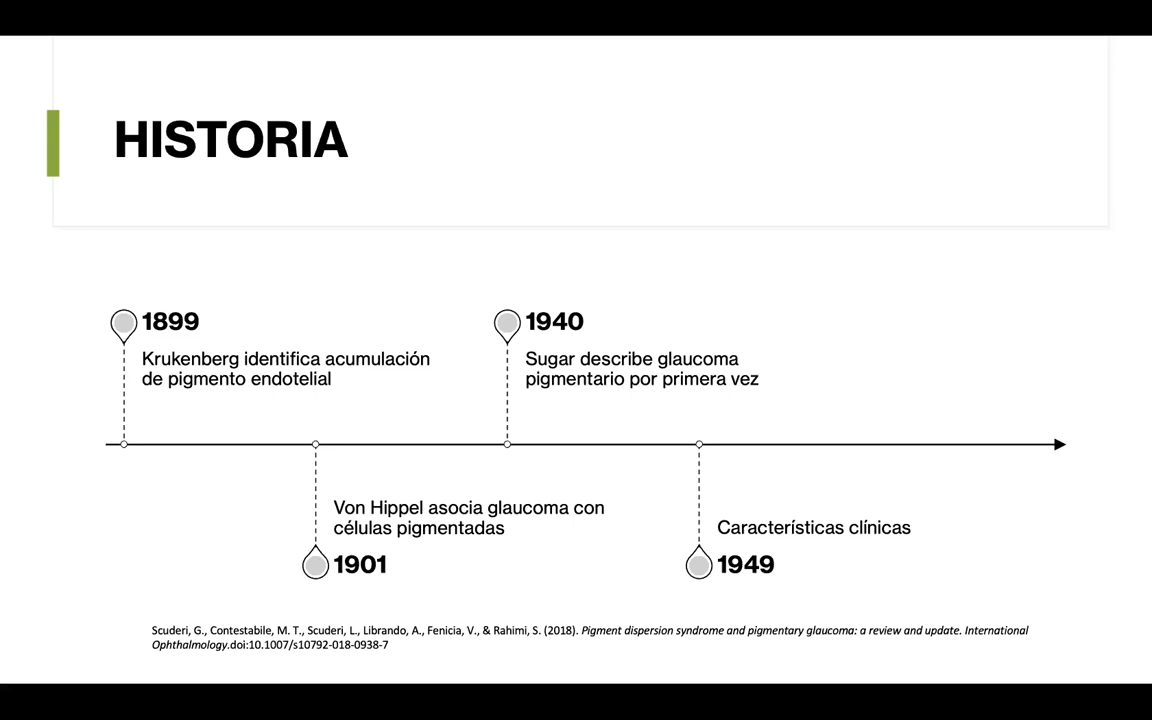 HISTORIA
1899
Krukenberg identifica acumulación
de pigmento endotelial
1940
Sugar describe glaucoma
pigmentario por primera vez
Von Hippel asocia glaucoma con
células pigmentadas
1901
Características clínicas
1949
Scuderi, G., Contestabile, M. T., Scuderi, L., Librando, A., Fenicia, V., & Rahimi, S. (2018). Pigment dispersion syndrome and pigmentary glaucoma: a review and update. International
Ophthalmology.doi:10.1007/s10792-018-0938-7